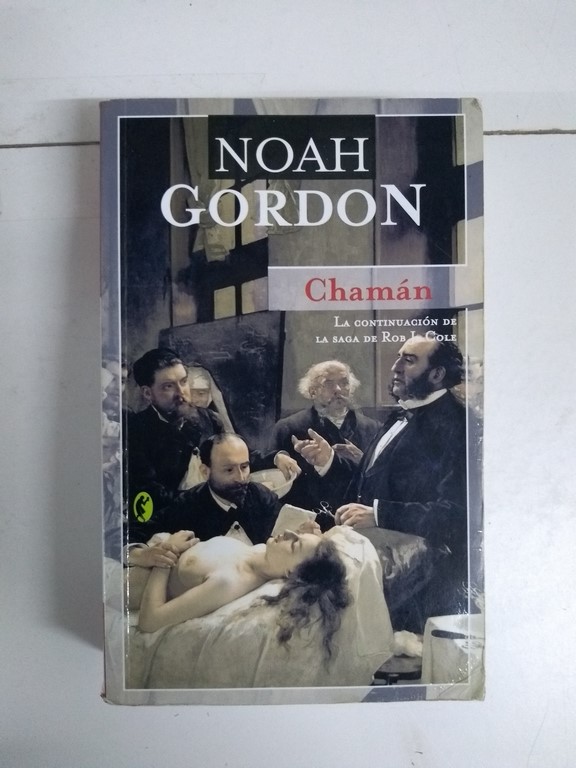 NOAH
GORDON
Chamán
LA CONTINUACIÓN DE
LA SAGA DE ROB J. COLE